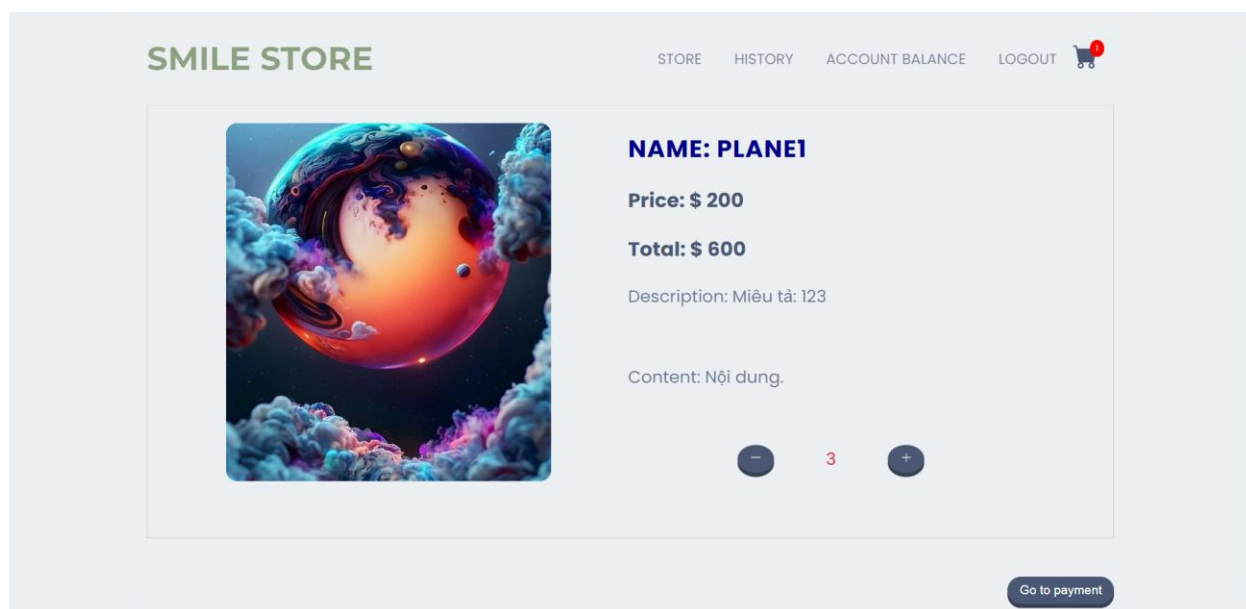 SMILE STORE
STORE HISTORY ACCOUNT BALANCE LOGOUT 1
NAME: PLANE1
Price: $ 200
Total: $ 600
Description: Miêu tả: 123
Content: Nội dung.
− 3 +
Go to payment